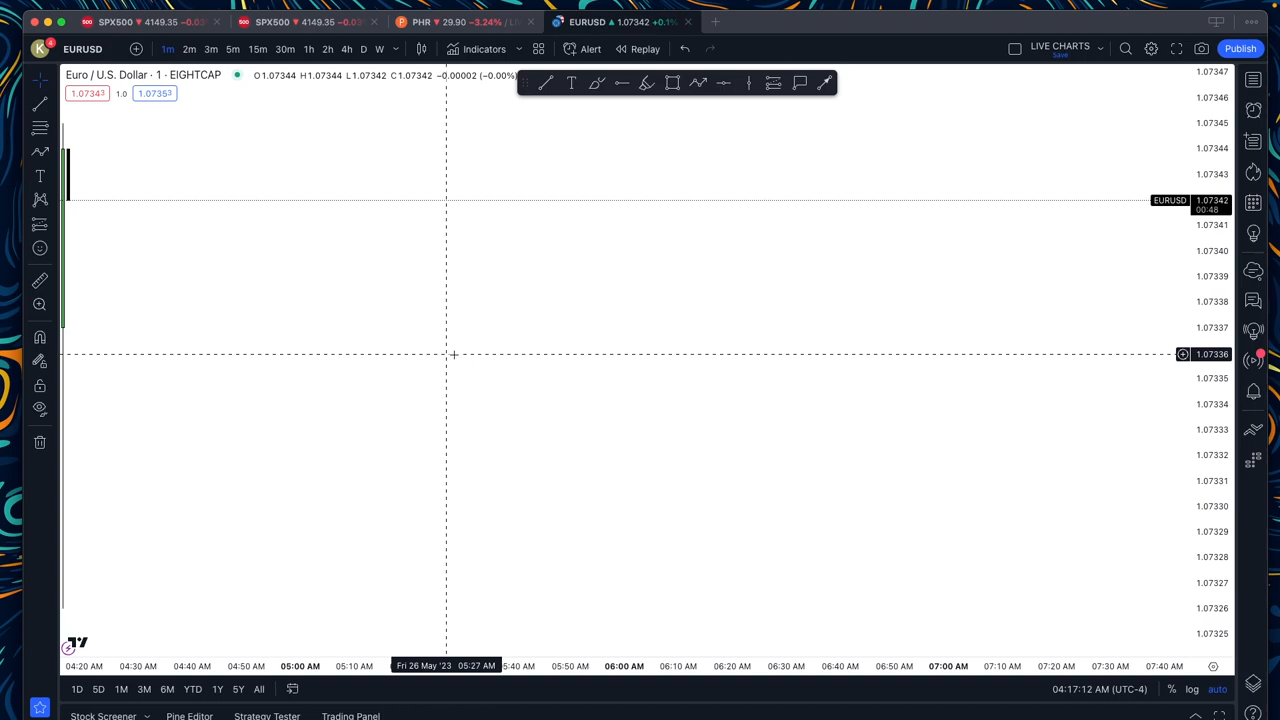 SPX500 4149.35 −0.03
SPX500 4149.35 −0.03
PHR 29.90 −3.24% / LIV
EURUSD 1.07342 +0.1%
K 4 EURUSD 1m 2m 3m 5m 15m 30m 1h 2h 4h D W Indicators Alert Replay LIVE CHARTS Save Publish
Euro / U.S. Dollar · 1 · EIGHTCAP O1.07344 H1.07344 L1.07342 C1.07342 −0.00002 (−0.00%)
1.07343 1.0 1.07353
1.07347
1.07346
1.07345
1.07344
1.07343
EURUSD 1.07342
00:48
1.07341
1.07340
1.07339
1.07338
1.07337
1.07336
1.07335
1.07334
1.07333
1.07332
1.07331
1.07330
1.07329
1.07328
1.07327
1.07326
1.07325
04:20 AM 04:30 AM 04:40 AM 04:50 AM 05:00 AM 05:10 AM Fri 26 May '23 05:27 AM 5:40 AM 05:50 AM 06:00 AM 06:10 AM 06:20 AM 06:30 AM 06:40 AM 06:50 AM 07:00 AM 07:10 AM 07:20 AM 07:30 AM 07:40 AM
1D 5D 1M 3M 6M YTD 1Y 5Y All 04:17:12 AM (UTC-4) % log auto
Stock Screener Pine Editor Strategy Tester Trading Panel